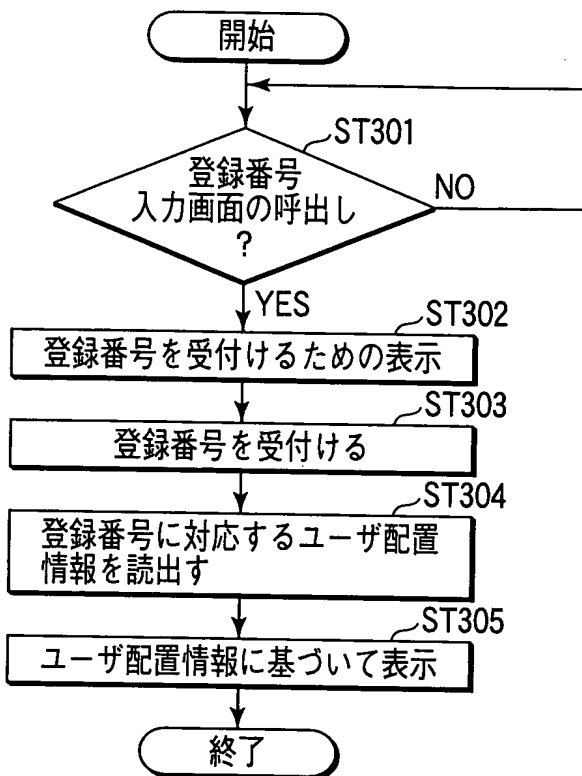 開始
ST301
登録番号
入力画面の呼出し
?
NO
YES
ST302
登録番号を受付けるための表示
ST303
登録番号を受付ける
ST304
登録番号に対応するユーザ配置
情報を読出す
ST305
ユーザ配置情報に基づいて表示
終了